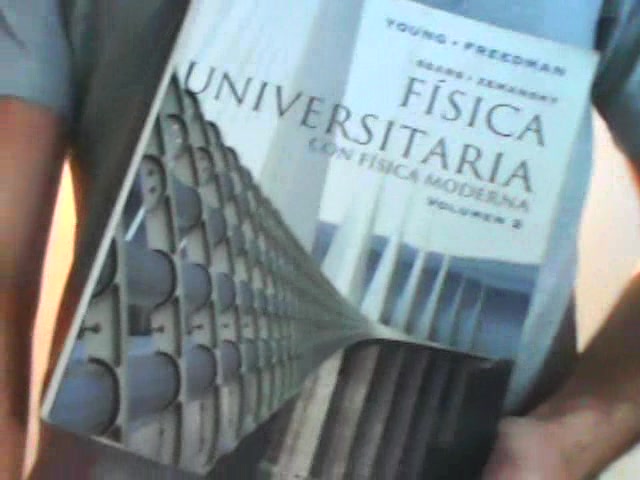 YOUNG • FREEDMAN
SEARS • ZEMANSKY
FÍSICA
UNIVERSITARIA
CON FÍSICA MODERNA
VOLUMEN 2